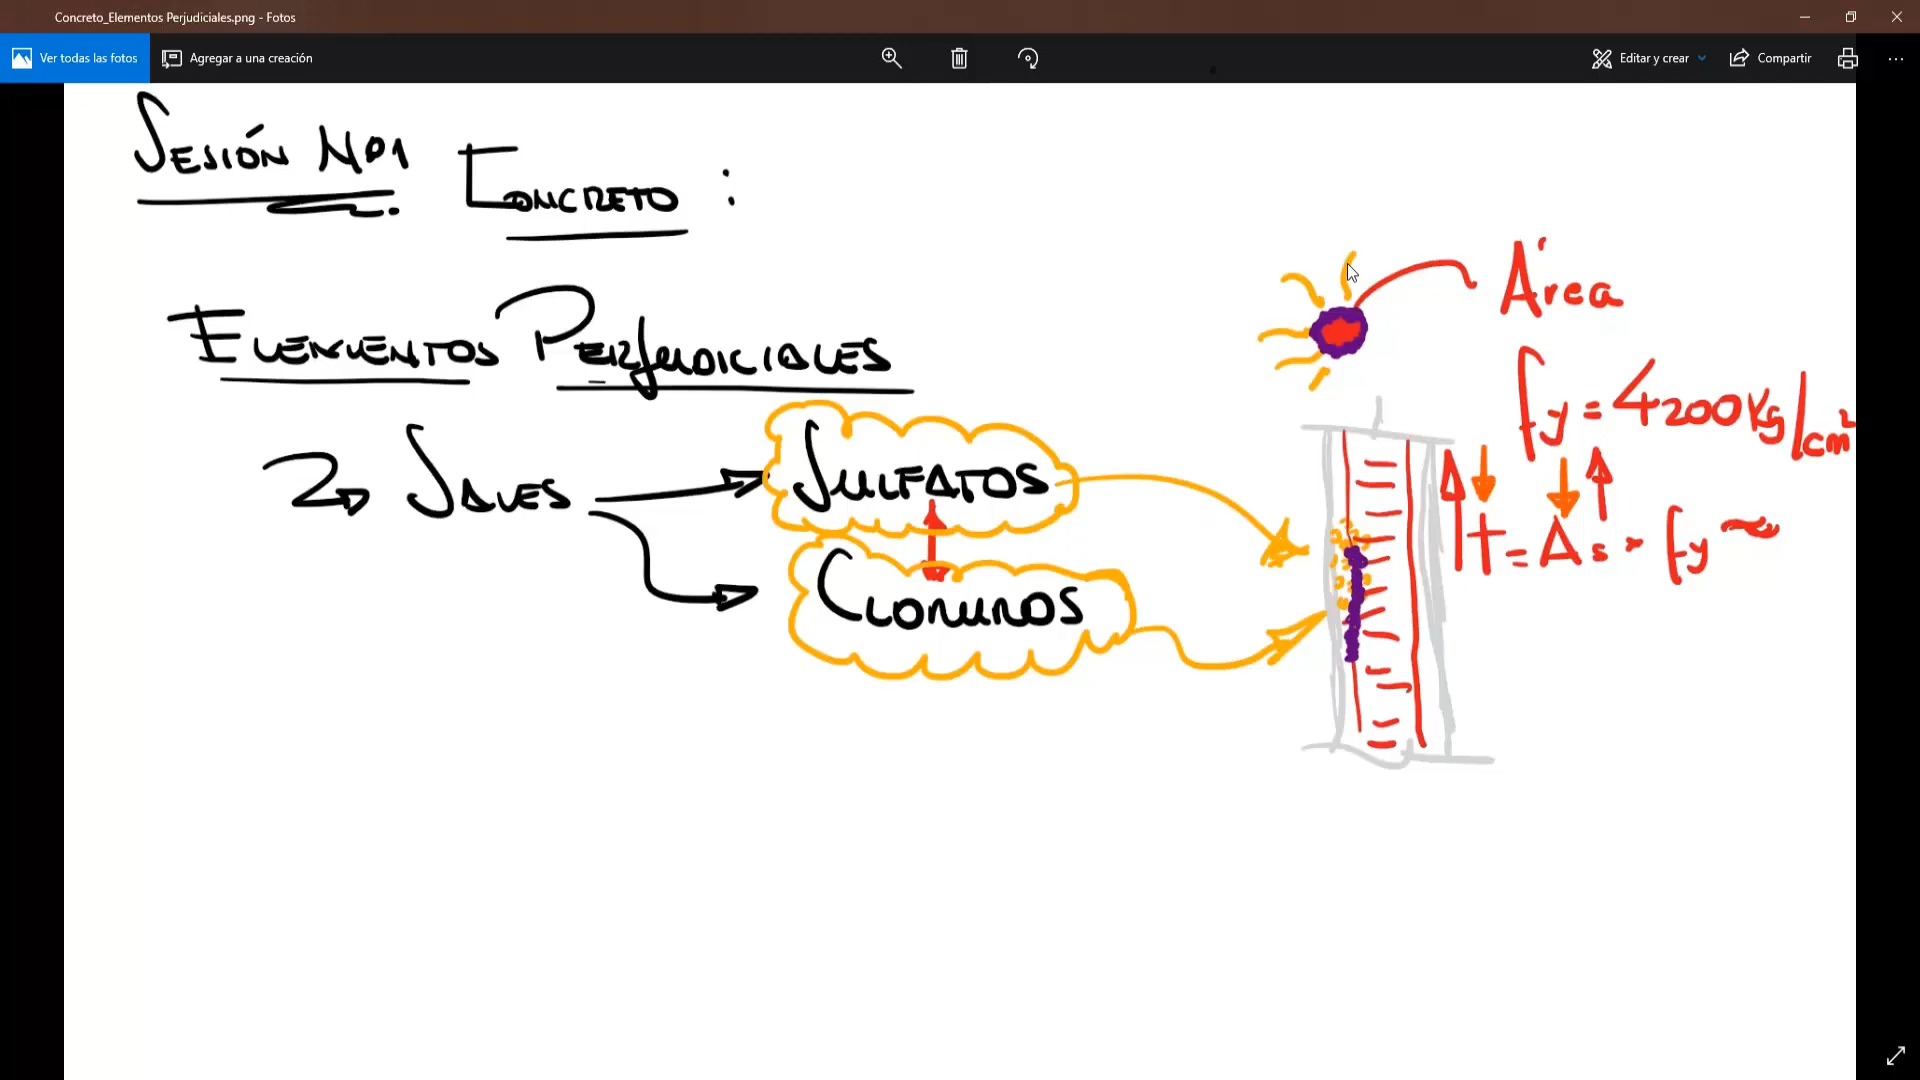 Concreto_Elementos Perjudiciales.png - Fotos
Ver todas las fotos
Agregar a una creación
Editar y crear
Compartir
SESIÓN Nº1 CONCRETO :
ELEMENTOS PERJUDICIALES
SALES
SULFATOS
CLORUROS
Área
fy = 4200 Kg/cm²
T = As * fy